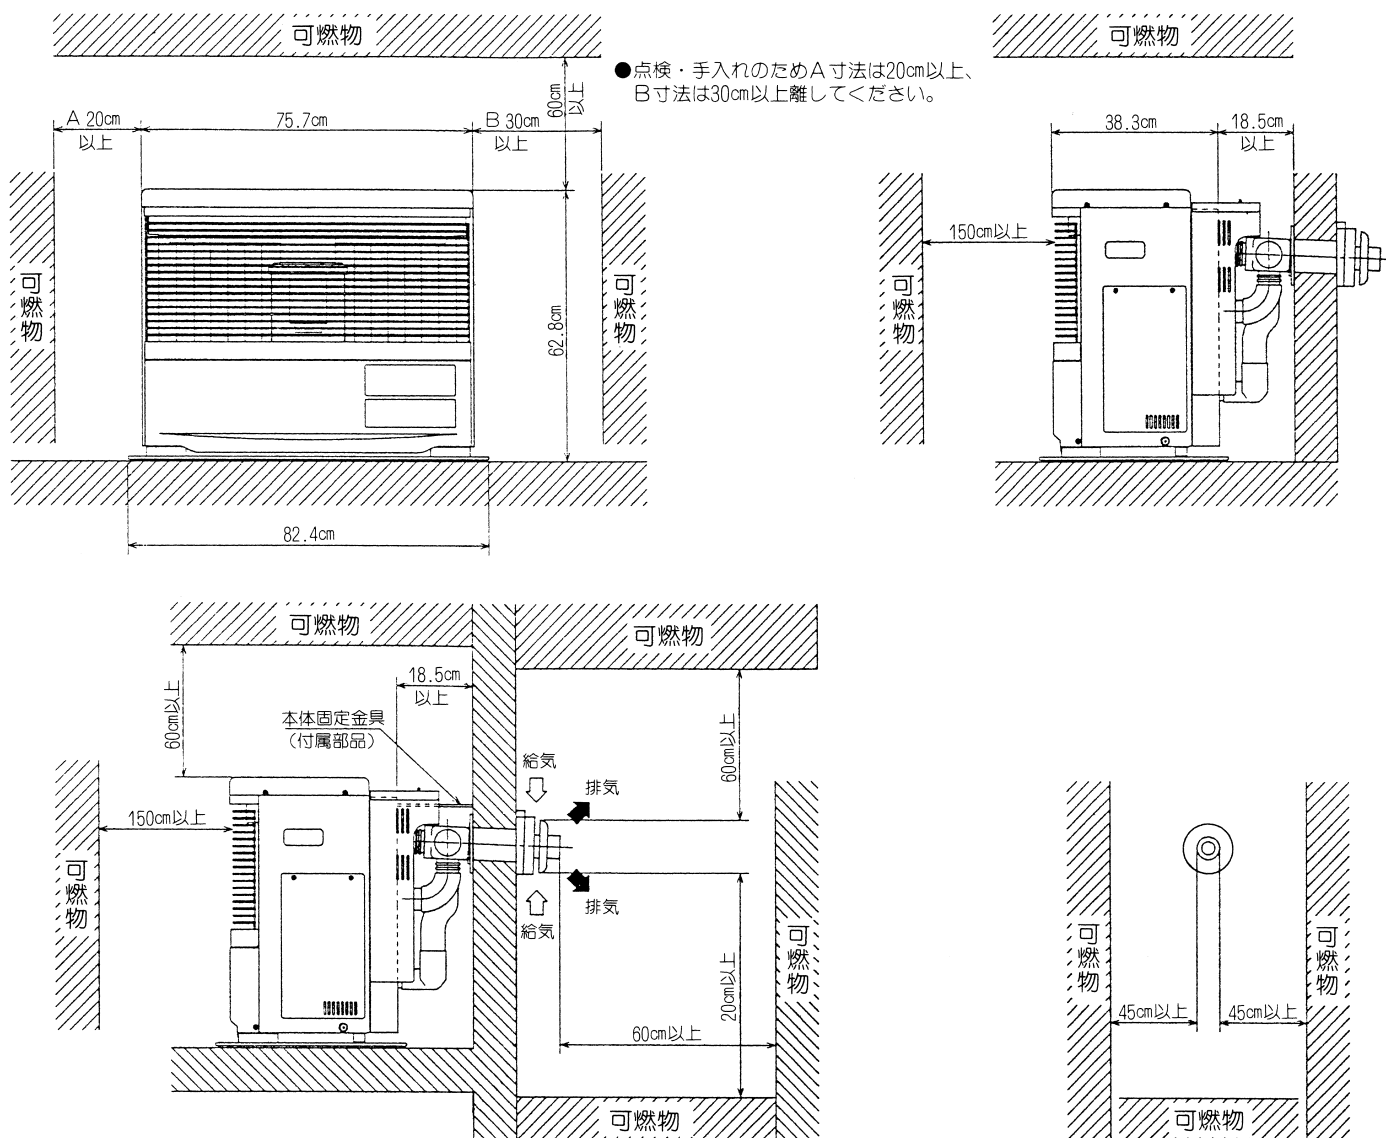 可燃物
●点検・手入れのためA寸法は20cm以上、
B寸法は30cm以上離してください。
60cm
以上
A 20cm
以上
75.7cm
B 30cm
以上
可燃物
可燃物
62.8cm
82.4cm
可燃物
38.3cm
18.5cm
以上
150cm以上
可燃物
可燃物
60cm以上
18.5cm
以上
本体固定金具
(付属部品)
150cm以上
可燃物
可燃物
60cm以上
給気
排気
排気
給気
20cm以上
60cm以上
可燃物
可燃物
可燃物
45cm以上
45cm以上
可燃物
可燃物